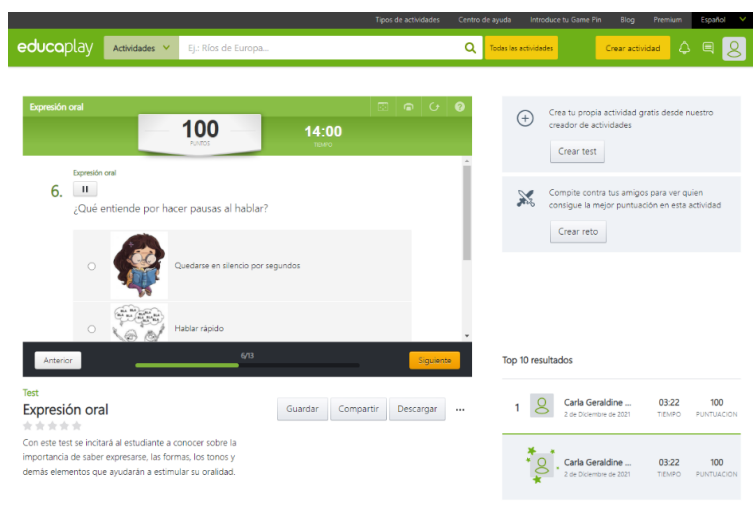 Tipos de actividades Centro de ayuda Introduce tu Game Pin Blog Premium Español
educaplay Actividades Ej.: Ríos de Europa... Todas las actividades Crear actividad
Expresión oral
100
PUNTOS
14:00
TIEMPO
Expresión oral
6.
¿Qué entiende por hacer pausas al hablar?
Quedarse en silencio por segundos
Hablar rápido
Anterior 6/13 Siguiente
Test
Expresión oral
Guardar Compartir Descargar ...
Con este test se incitará al estudiante a conocer sobre la
importancia de saber expresarse, las formas, los tonos y
demás elementos que ayudarán a estimular su oralidad.
Crea tu propia actividad gratis desde nuestro
creador de actividades
Crear test
Compite contra tus amigos para ver quien
consigue la mejor puntuación en esta actividad
Crear reto
Top 10 resultados
1 Carla Geraldine ... 03:22 100
2 de Diciembre de 2021 TIEMPO PUNTUACION
Carla Geraldine ... 03:22 100
2 de Diciembre de 2021 TIEMPO PUNTUACION